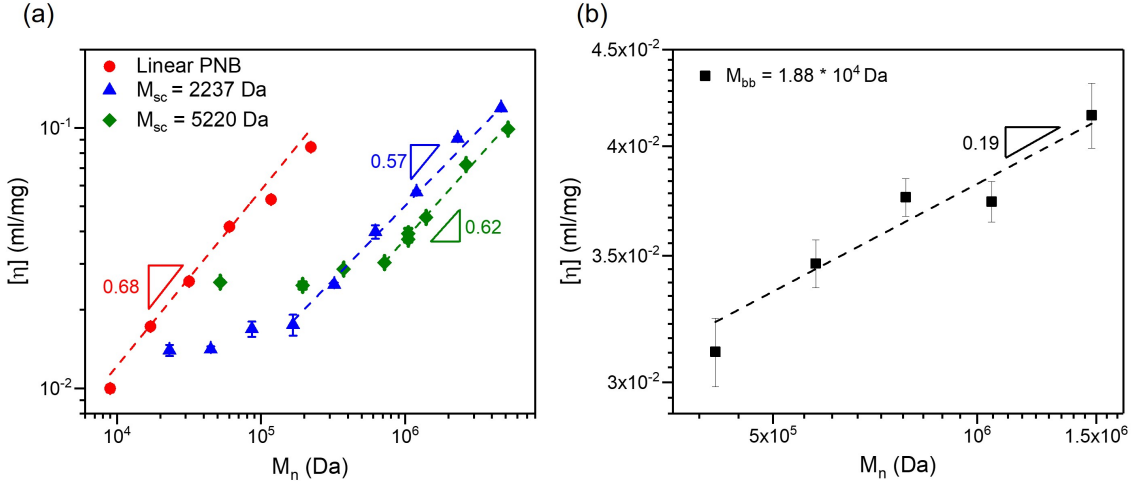 (a)
Linear PNB
M_sc = 2237 Da
M_sc = 5220 Da
10^-1
10^-2
0.68
0.57
0.62
10^4
10^5
10^6
[η] (ml/mg)
M_n (Da)
(b)
M_bb = 1.88 * 10^4 Da
4.5x10^-2
4x10^-2
3.5x10^-2
3x10^-2
0.19
5x10^5
10^6
1.5x10^6
[η] (ml/mg)
M_n (Da)